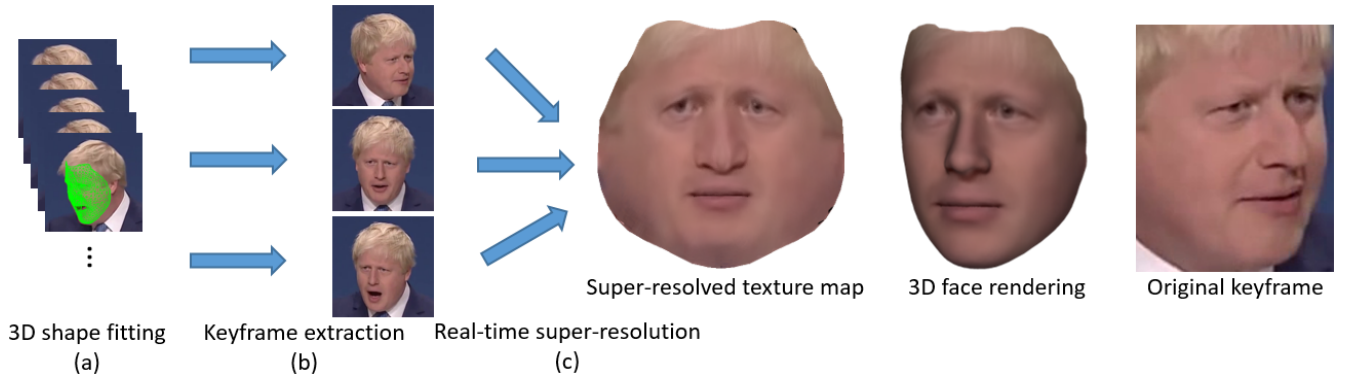 Super-resolved texture map
3D face rendering
Original keyframe
3D shape fitting
Keyframe extraction
Real-time super-resolution
(a)
(b)
(c)